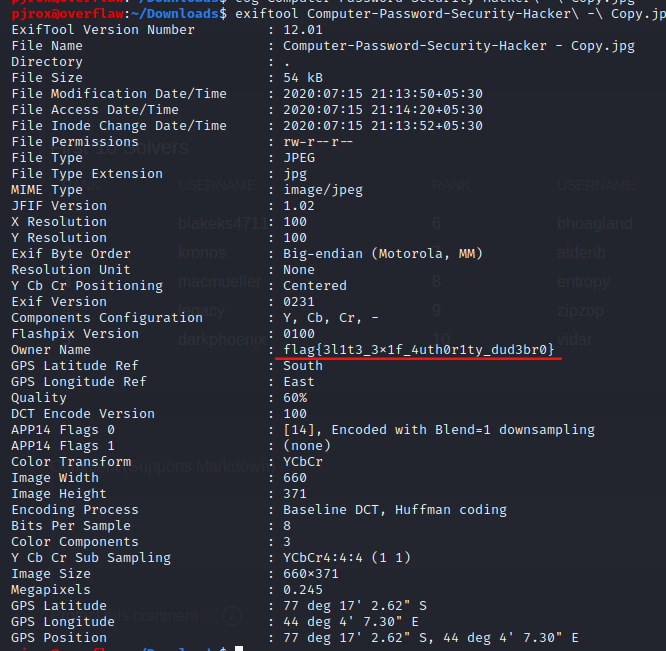 pjrox@overflaw:~/Downloads$ exiftool Computer-Password-Security-Hacker\ -\ Copy.jp
ExifTool Version Number : 12.01
File Name : Computer-Password-Security-Hacker - Copy.jpg
Directory : .
File Size : 54 kB
File Modification Date/Time : 2020:07:15 21:13:50+05:30
File Access Date/Time : 2020:07:15 21:14:20+05:30
File Inode Change Date/Time : 2020:07:15 21:13:52+05:30
File Permissions : rw-r--r--
File Type : JPEG
File Type Extension : jpg
MIME Type : image/jpeg
JFIF Version : 1.02
X Resolution : 100
Y Resolution : 100
Exif Byte Order : Big-endian (Motorola, MM)
Resolution Unit : None
Y Cb Cr Positioning : Centered
Exif Version : 0231
Components Configuration : Y, Cb, Cr, -
Flashpix Version : 0100
Owner Name : flag{3l1t3_3×1f_4uth0r1ty_dud3br0}
GPS Latitude Ref : South
GPS Longitude Ref : East
Quality : 60%
DCT Encode Version : 100
APP14 Flags 0 : [14], Encoded with Blend=1 downsampling
APP14 Flags 1 : (none)
Color Transform : YCbCr
Image Width : 660
Image Height : 371
Encoding Process : Baseline DCT, Huffman coding
Bits Per Sample : 8
Color Components : 3
Y Cb Cr Sub Sampling : YCbCr4:4:4 (1 1)
Image Size : 660×371
Megapixels : 0.245
GPS Latitude : 77 deg 17' 2.62" S
GPS Longitude : 44 deg 4' 7.30" E
GPS Position : 77 deg 17' 2.62" S, 44 deg 4' 7.30" E